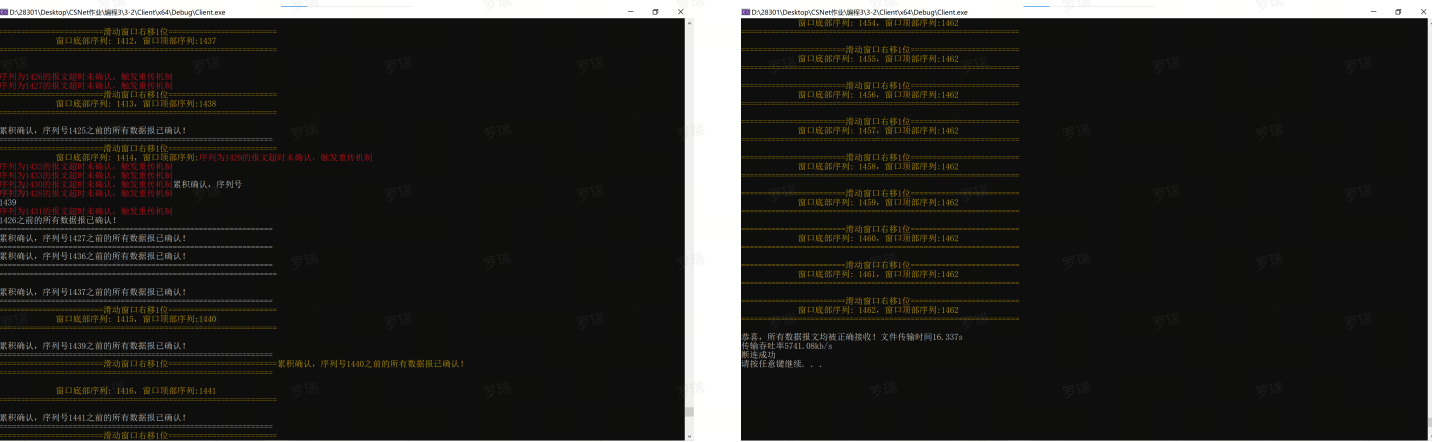 D:\28301\Desktop\CSNet作业\编程3\3-2\Client\x64\Debug\Client.exe
=====================滑动窗口右移1位=====================
窗口底部序列: 1412, 窗口顶部序列:1437
序列为1426的报文超时未确认, 触发重传机制
序列为1427的报文超时未确认, 触发重传机制
=====================滑动窗口右移1位=====================
窗口底部序列: 1413, 窗口顶部序列:1438
累积确认, 序列号1425之前的所有数据报已确认!
=====================滑动窗口右移1位=====================
窗口底部序列: 1414, 窗口顶部序列:序列为1429的报文超时未确认, 触发重传机制
序列为1432的报文超时未确认, 触发重传机制
序列为1433的报文超时未确认, 触发重传机制
序列为1430的报文超时未确认, 触发重传机制累积确认, 序列号
序列为1428的报文超时未确认, 触发重传机制
1439
序列为1431的报文超时未确认, 触发重传机制
1426之前的所有数据报已确认!
累积确认, 序列号1427之前的所有数据报已确认!
累积确认, 序列号1436之前的所有数据报已确认!
累积确认, 序列号1437之前的所有数据报已确认!
=====================滑动窗口右移1位=====================
窗口底部序列: 1415, 窗口顶部序列:1440
累积确认, 序列号1439之前的所有数据报已确认!
=====================滑动窗口右移1位=====================累积确认, 序列号1440之前的所有数据报已确认!
窗口底部序列: 1416, 窗口顶部序列:1441
累积确认, 序列号1441之前的所有数据报已确认!
=====================滑动窗口右移1位=====================
D:\28301\Desktop\CSNet作业\编程3\3-2\Client\x64\Debug\Client.exe
窗口底部序列: 1454, 窗口顶部序列:1462
=====================滑动窗口右移1位=====================
窗口底部序列: 1455, 窗口顶部序列:1462
=====================滑动窗口右移1位=====================
窗口底部序列: 1456, 窗口顶部序列:1462
=====================滑动窗口右移1位=====================
窗口底部序列: 1457, 窗口顶部序列:1462
=====================滑动窗口右移1位=====================
窗口底部序列: 1458, 窗口顶部序列:1462
=====================滑动窗口右移1位=====================
窗口底部序列: 1459, 窗口顶部序列:1462
=====================滑动窗口右移1位=====================
窗口底部序列: 1460, 窗口顶部序列:1462
=====================滑动窗口右移1位=====================
窗口底部序列: 1461, 窗口顶部序列:1462
=====================滑动窗口右移1位=====================
窗口底部序列: 1462, 窗口顶部序列:1462
恭喜, 所有数据报文均被正确接收! 文件传输时间16.337s
传输吞吐率5741.08kb/s
断连成功
请按任意键继续. . .